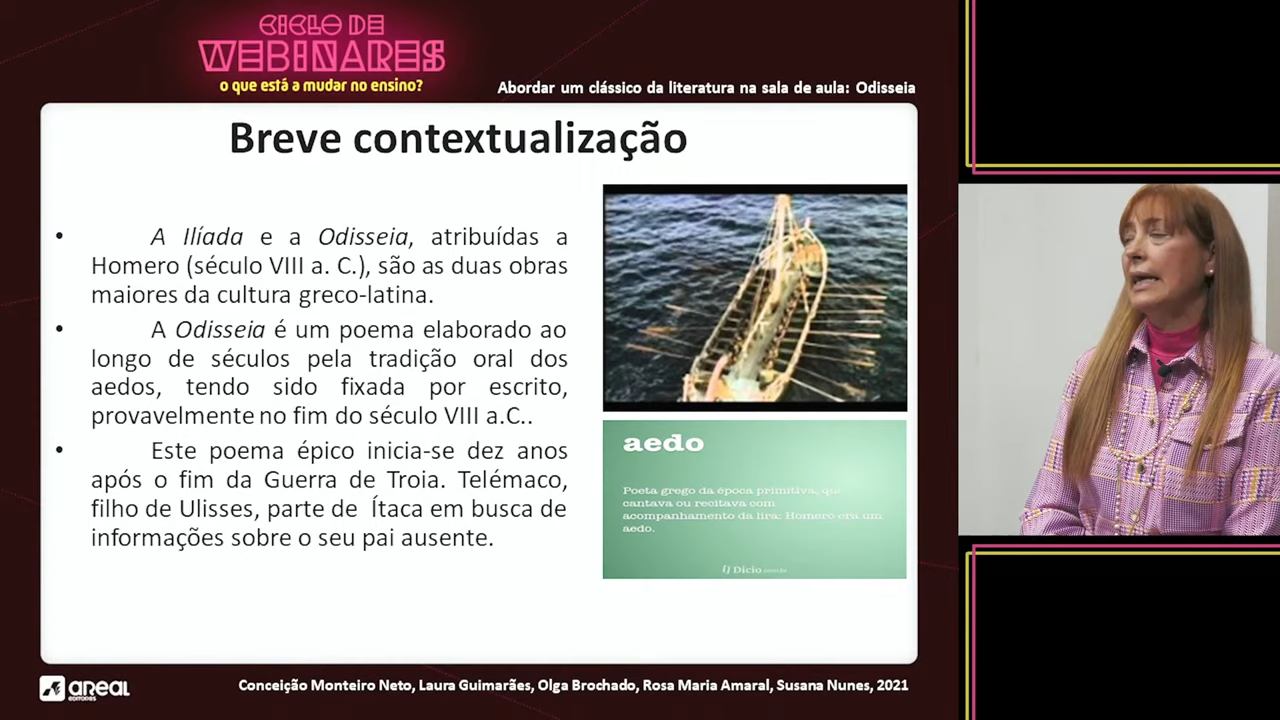 CICLO DE
WEBINARES
o que está a mudar no ensino?
Abordar um clássico da literatura na sala de aula: Odisseia
Breve contextualização
• A Ilíada e a Odisseia, atribuídas a
Homero (século VIII a. C.), são as duas obras
maiores da cultura greco-latina.
• A Odisseia é um poema elaborado ao
longo de séculos pela tradição oral dos
aedos, tendo sido fixada por escrito,
provavelmente no fim do século VIII a.C..
• Este poema épico inicia-se dez anos
após o fim da Guerra de Troia. Telémaco,
filho de Ulisses, parte de Ítaca em busca de
informações sobre o seu pai ausente.
aedo
Poeta grego da época primitiva, que
cantava ou recitava com
acompanhamento da lira: Homero era um
aedo.
Dicio
AREAL
EDITORES
Conceição Monteiro Neto, Laura Guimarães, Olga Brochado, Rosa Maria Amaral, Susana Nunes, 2021